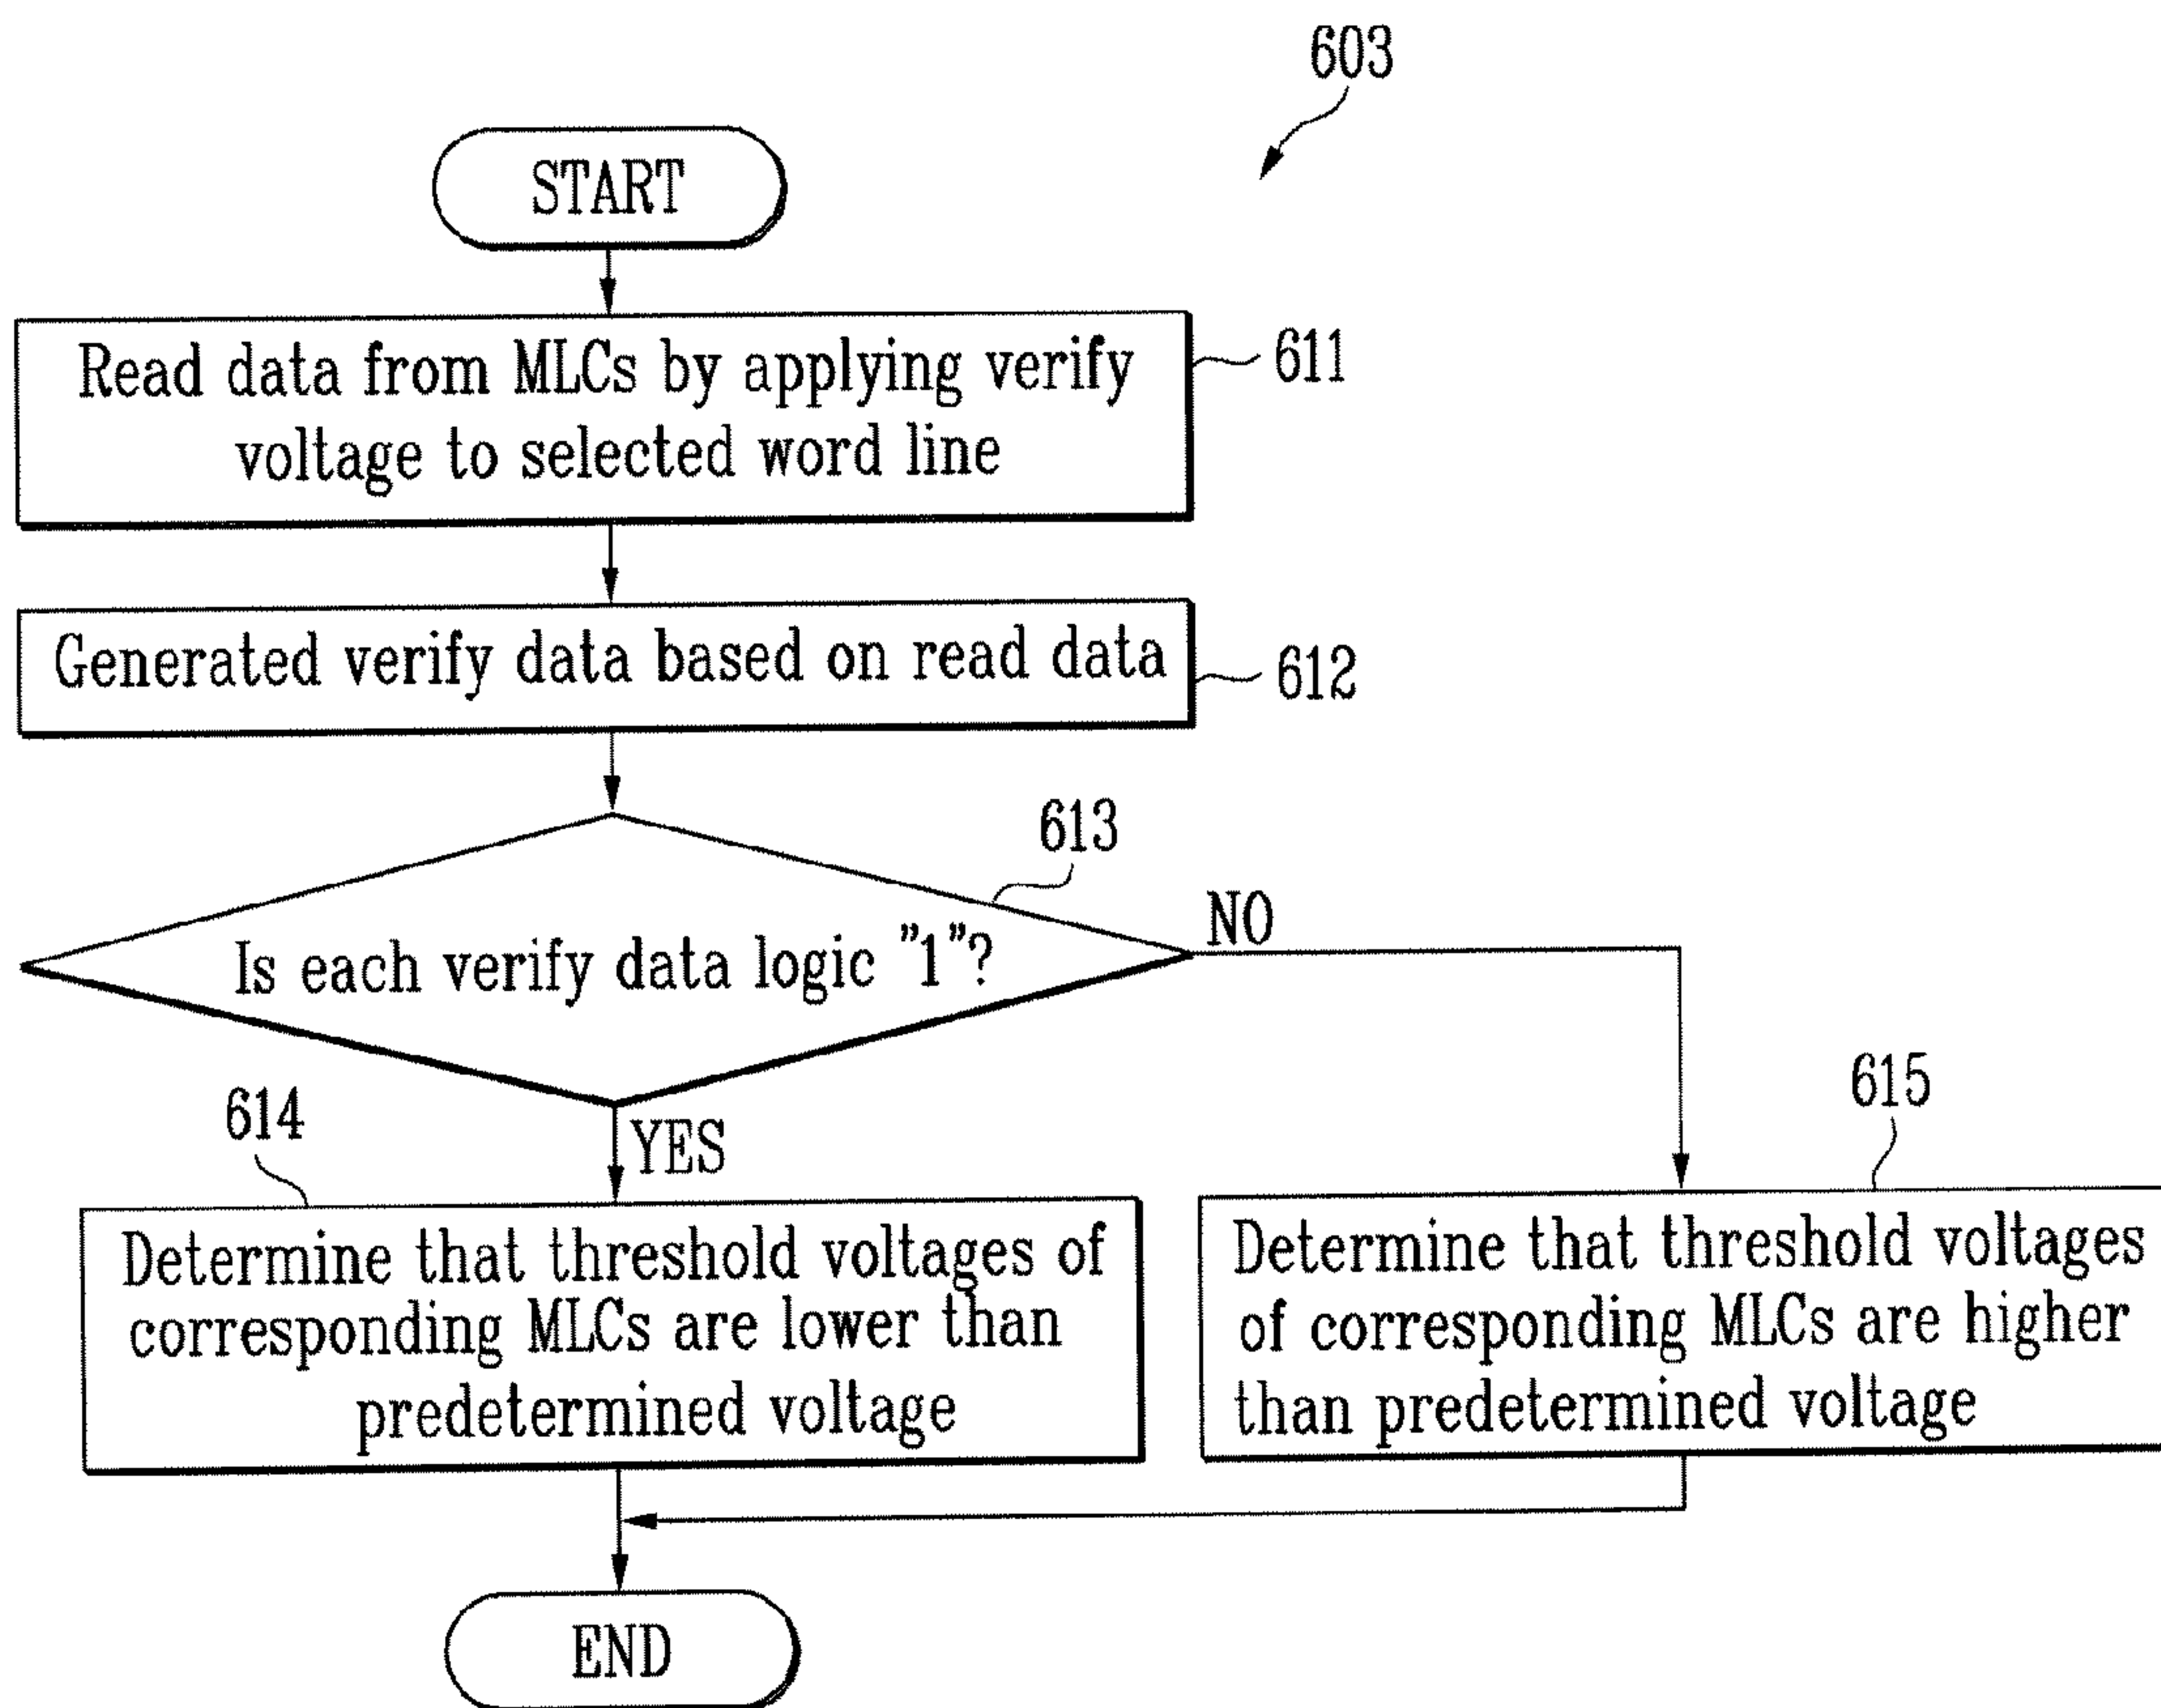 603
START
Read data from MLCs by applying verify
voltage to selected word line
611
Generated verify data based on read data
612
613
Is each verify data logic "1"?
NO
YES
614
Determine that threshold voltages of
corresponding MLCs are lower than
predetermined voltage
615
Determine that threshold voltages
of corresponding MLCs are higher
than predetermined voltage
END